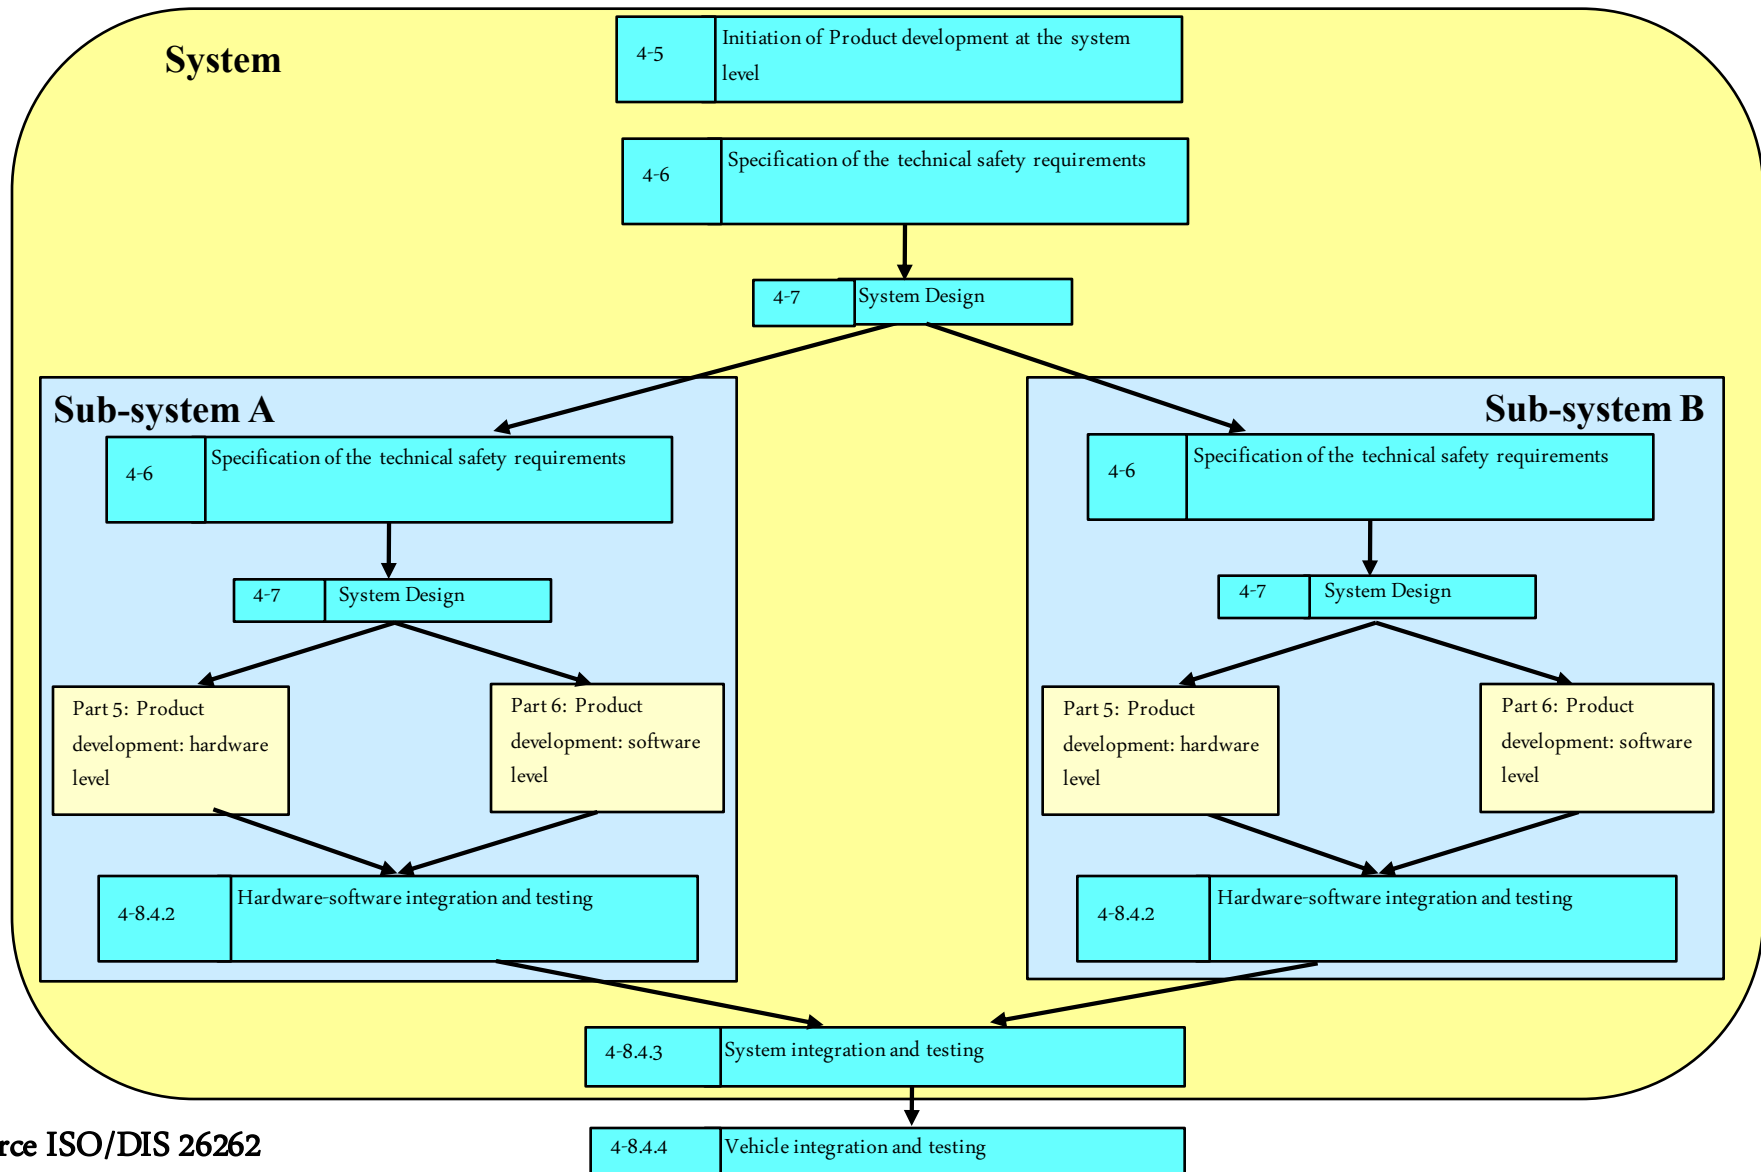 System
4-5
Initiation of Product development at the system
level
4-6
Specification of the technical safety requirements
4-7
System Design
Sub-system A
4-6
Specification of the technical safety requirements
4-7
System Design
Part 5: Product
development: hardware
level
Part 6: Product
development: software
level
4-8.4.2
Hardware-software integration and testing
Sub-system B
4-6
Specification of the technical safety requirements
4-7
System Design
Part 5: Product
development: hardware
level
Part 6: Product
development: software
level
4-8.4.2
Hardware-software integration and testing
4-8.4.3
System integration and testing
4-8.4.4
Vehicle integration and testing
rce ISO/DIS 26262